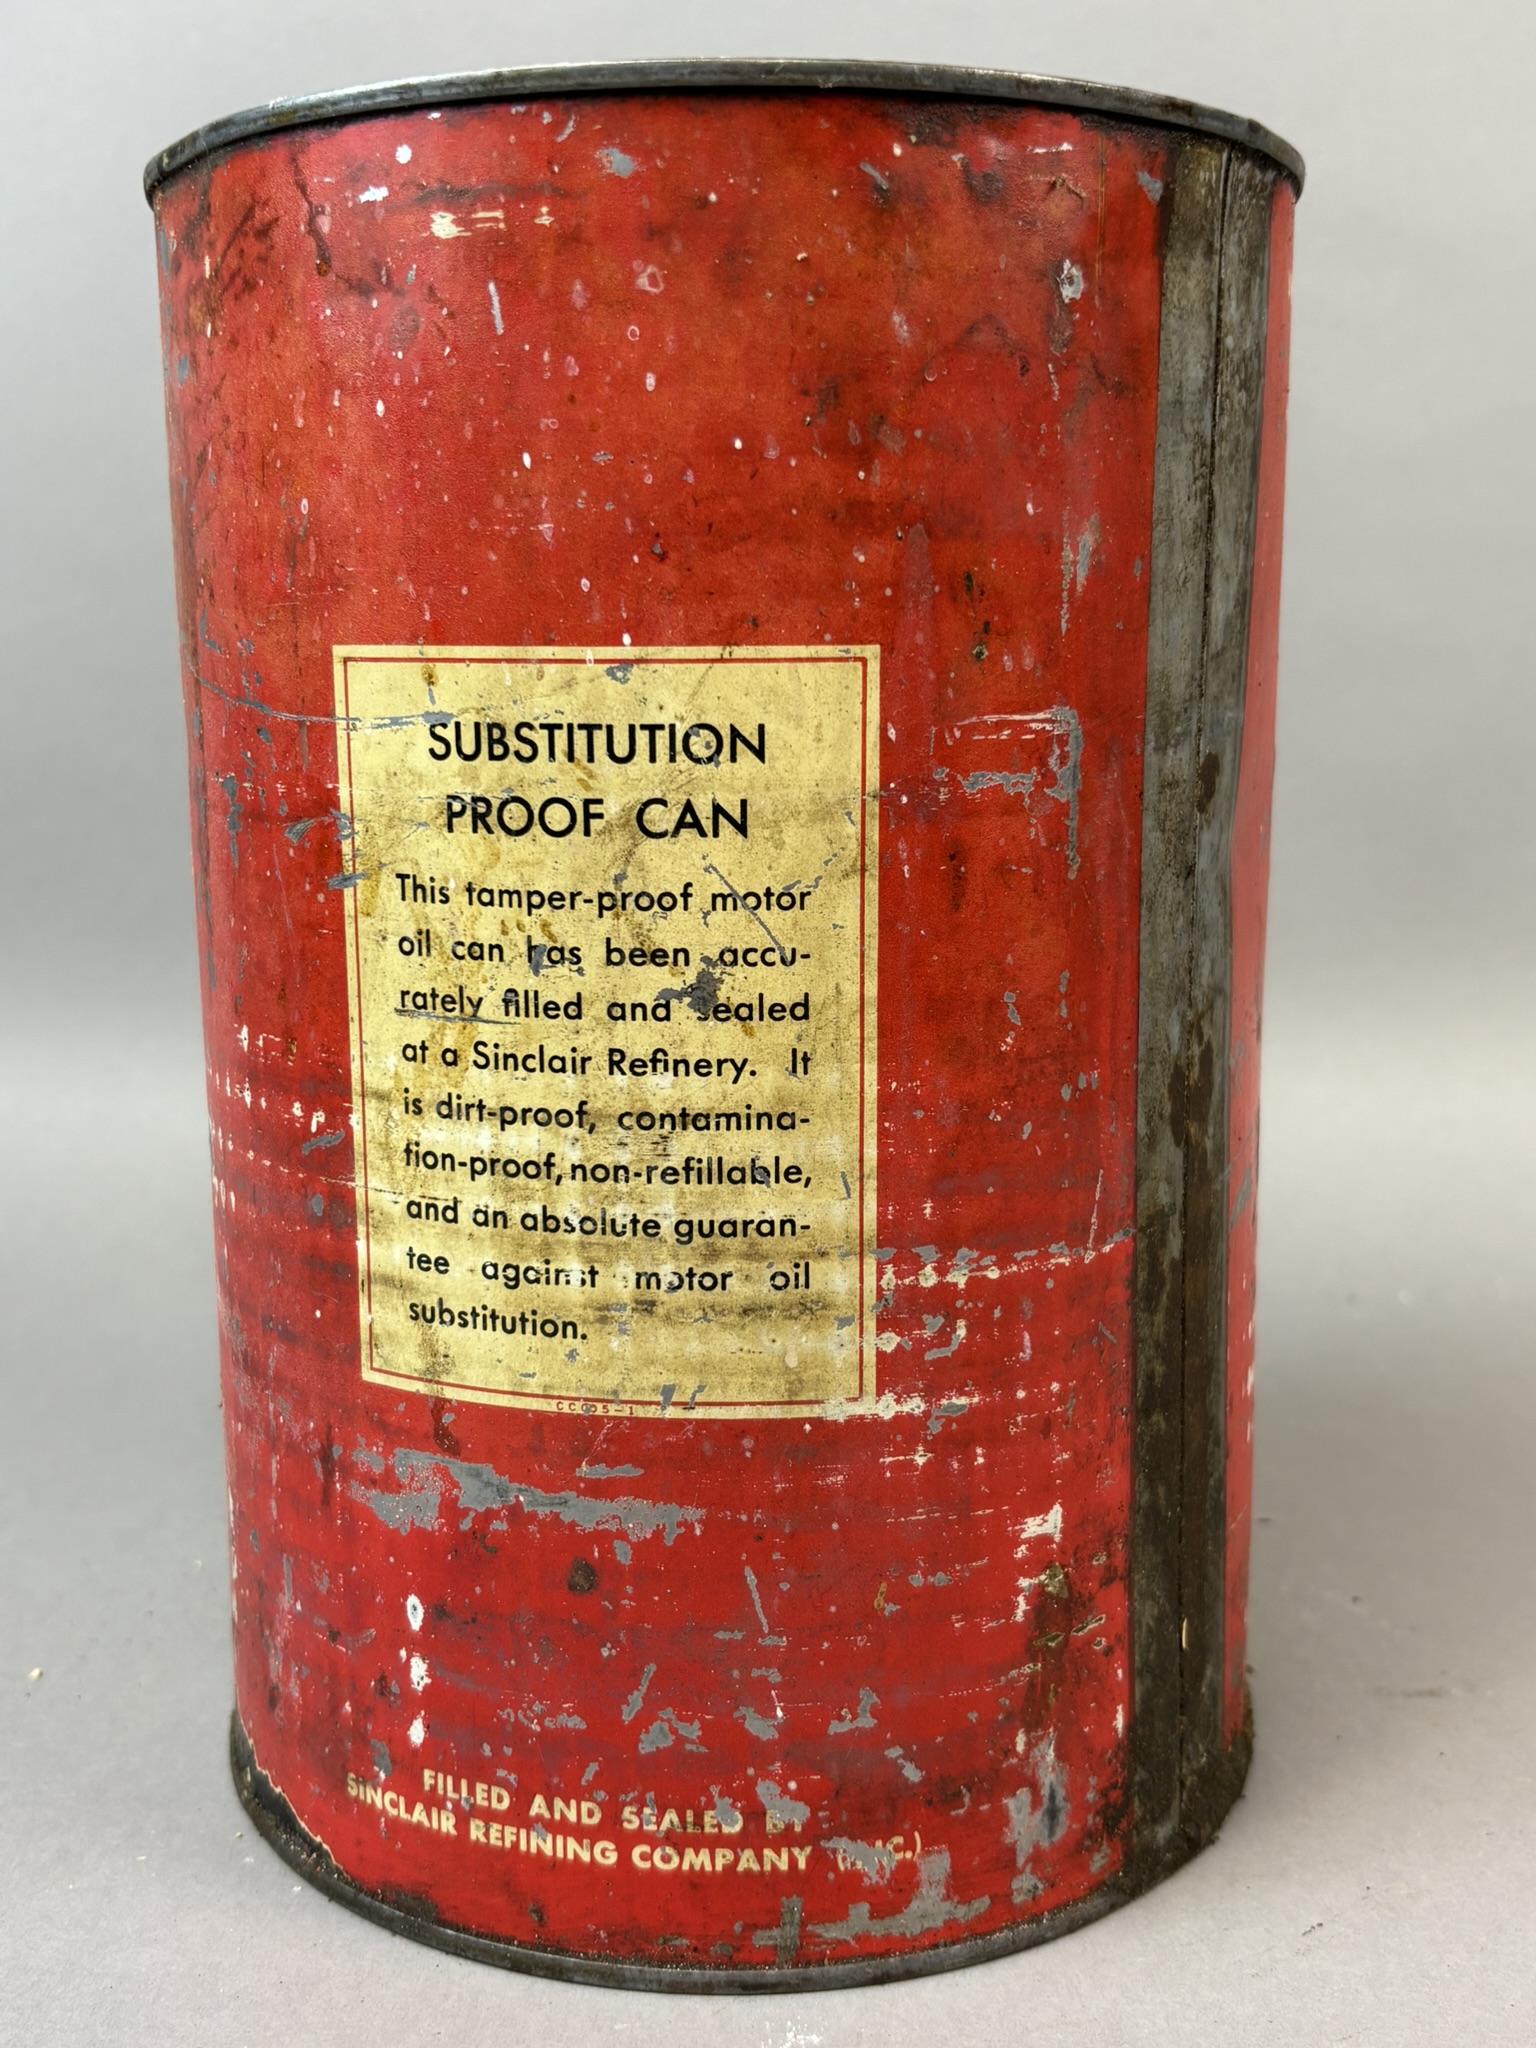 SUBSTITUTION
PROOF CAN
This tamper-proof motor
oil can has been accu-
rately filled and sealed
at a Sinclair Refinery. It
is dirt-proof, contamina-
tion-proof, non-refillable,
and an absolute guaran-
tee against motor oil
substitution.
FILLED AND SEALED BY
SINCLAIR REFINING COMPANY (INC.)